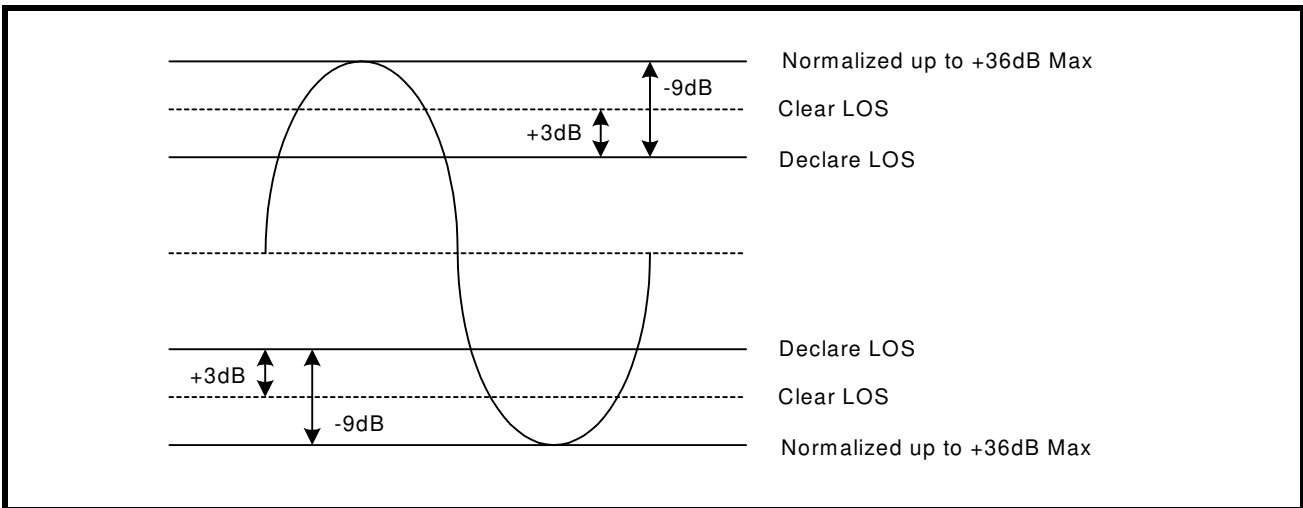 Normalized up to +36dB Max
-9dB
Clear LOS
+3dB
Declare LOS
Declare LOS
+3dB
Clear LOS
-9dB
Normalized up to +36dB Max